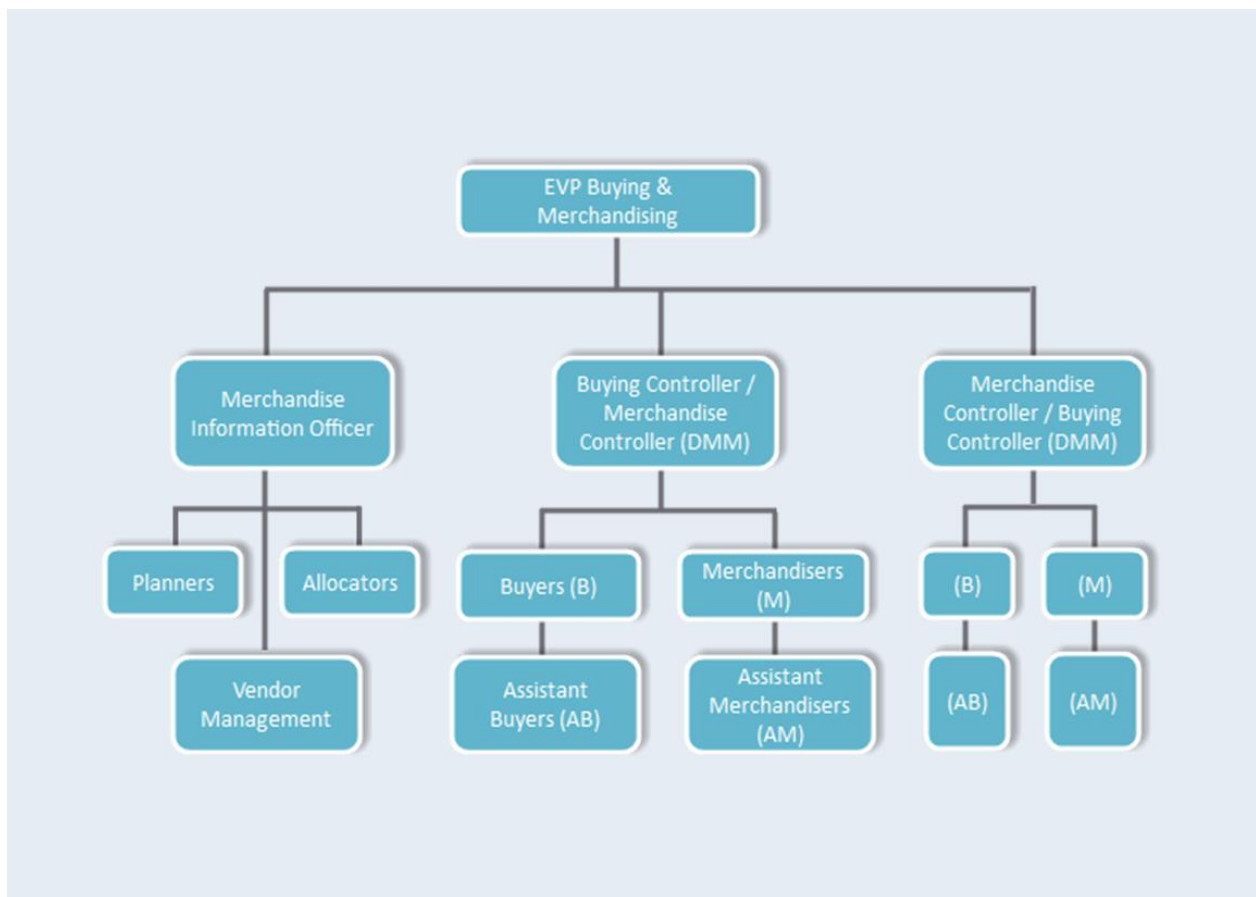 EVP Buying &
Merchandising
Merchandise
Information Officer
Buying Controller /
Merchandise
Controller (DMM)
Merchandise
Controller / Buying
Controller (DMM)
Planners
Allocators
Buyers (B)
Merchandisers
(M)
(B)
(M)
Vendor
Management
Assistant
Buyers (AB)
Assistant
Merchandisers
(AM)
(AB)
(AM)